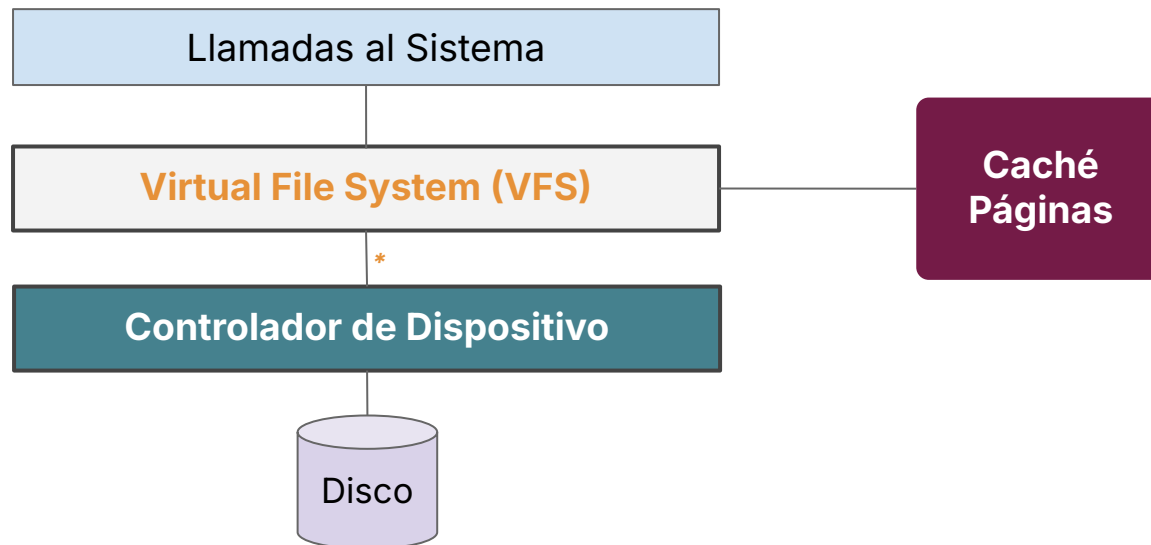 Llamadas al Sistema
Virtual File System (VFS)
Caché
Páginas
*
Controlador de Dispositivo
Disco